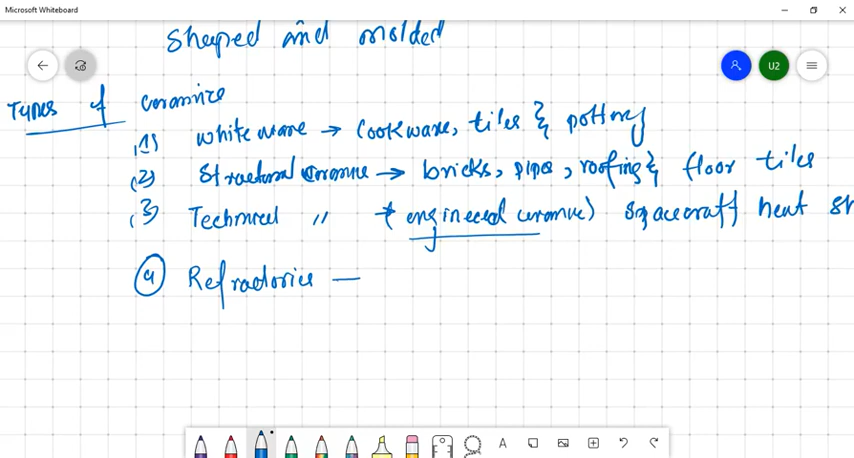 Microsoft Whiteboard
U2
Shaped and molded
Types of ceramics
(1) White ware → Cookware, tiles & pottery
(2) Structural ceramic → bricks, pipes, roofing & floor tiles
(3) Technical " → (engineered ceramic) spacecraft heat sh
(4) Refractories —
A